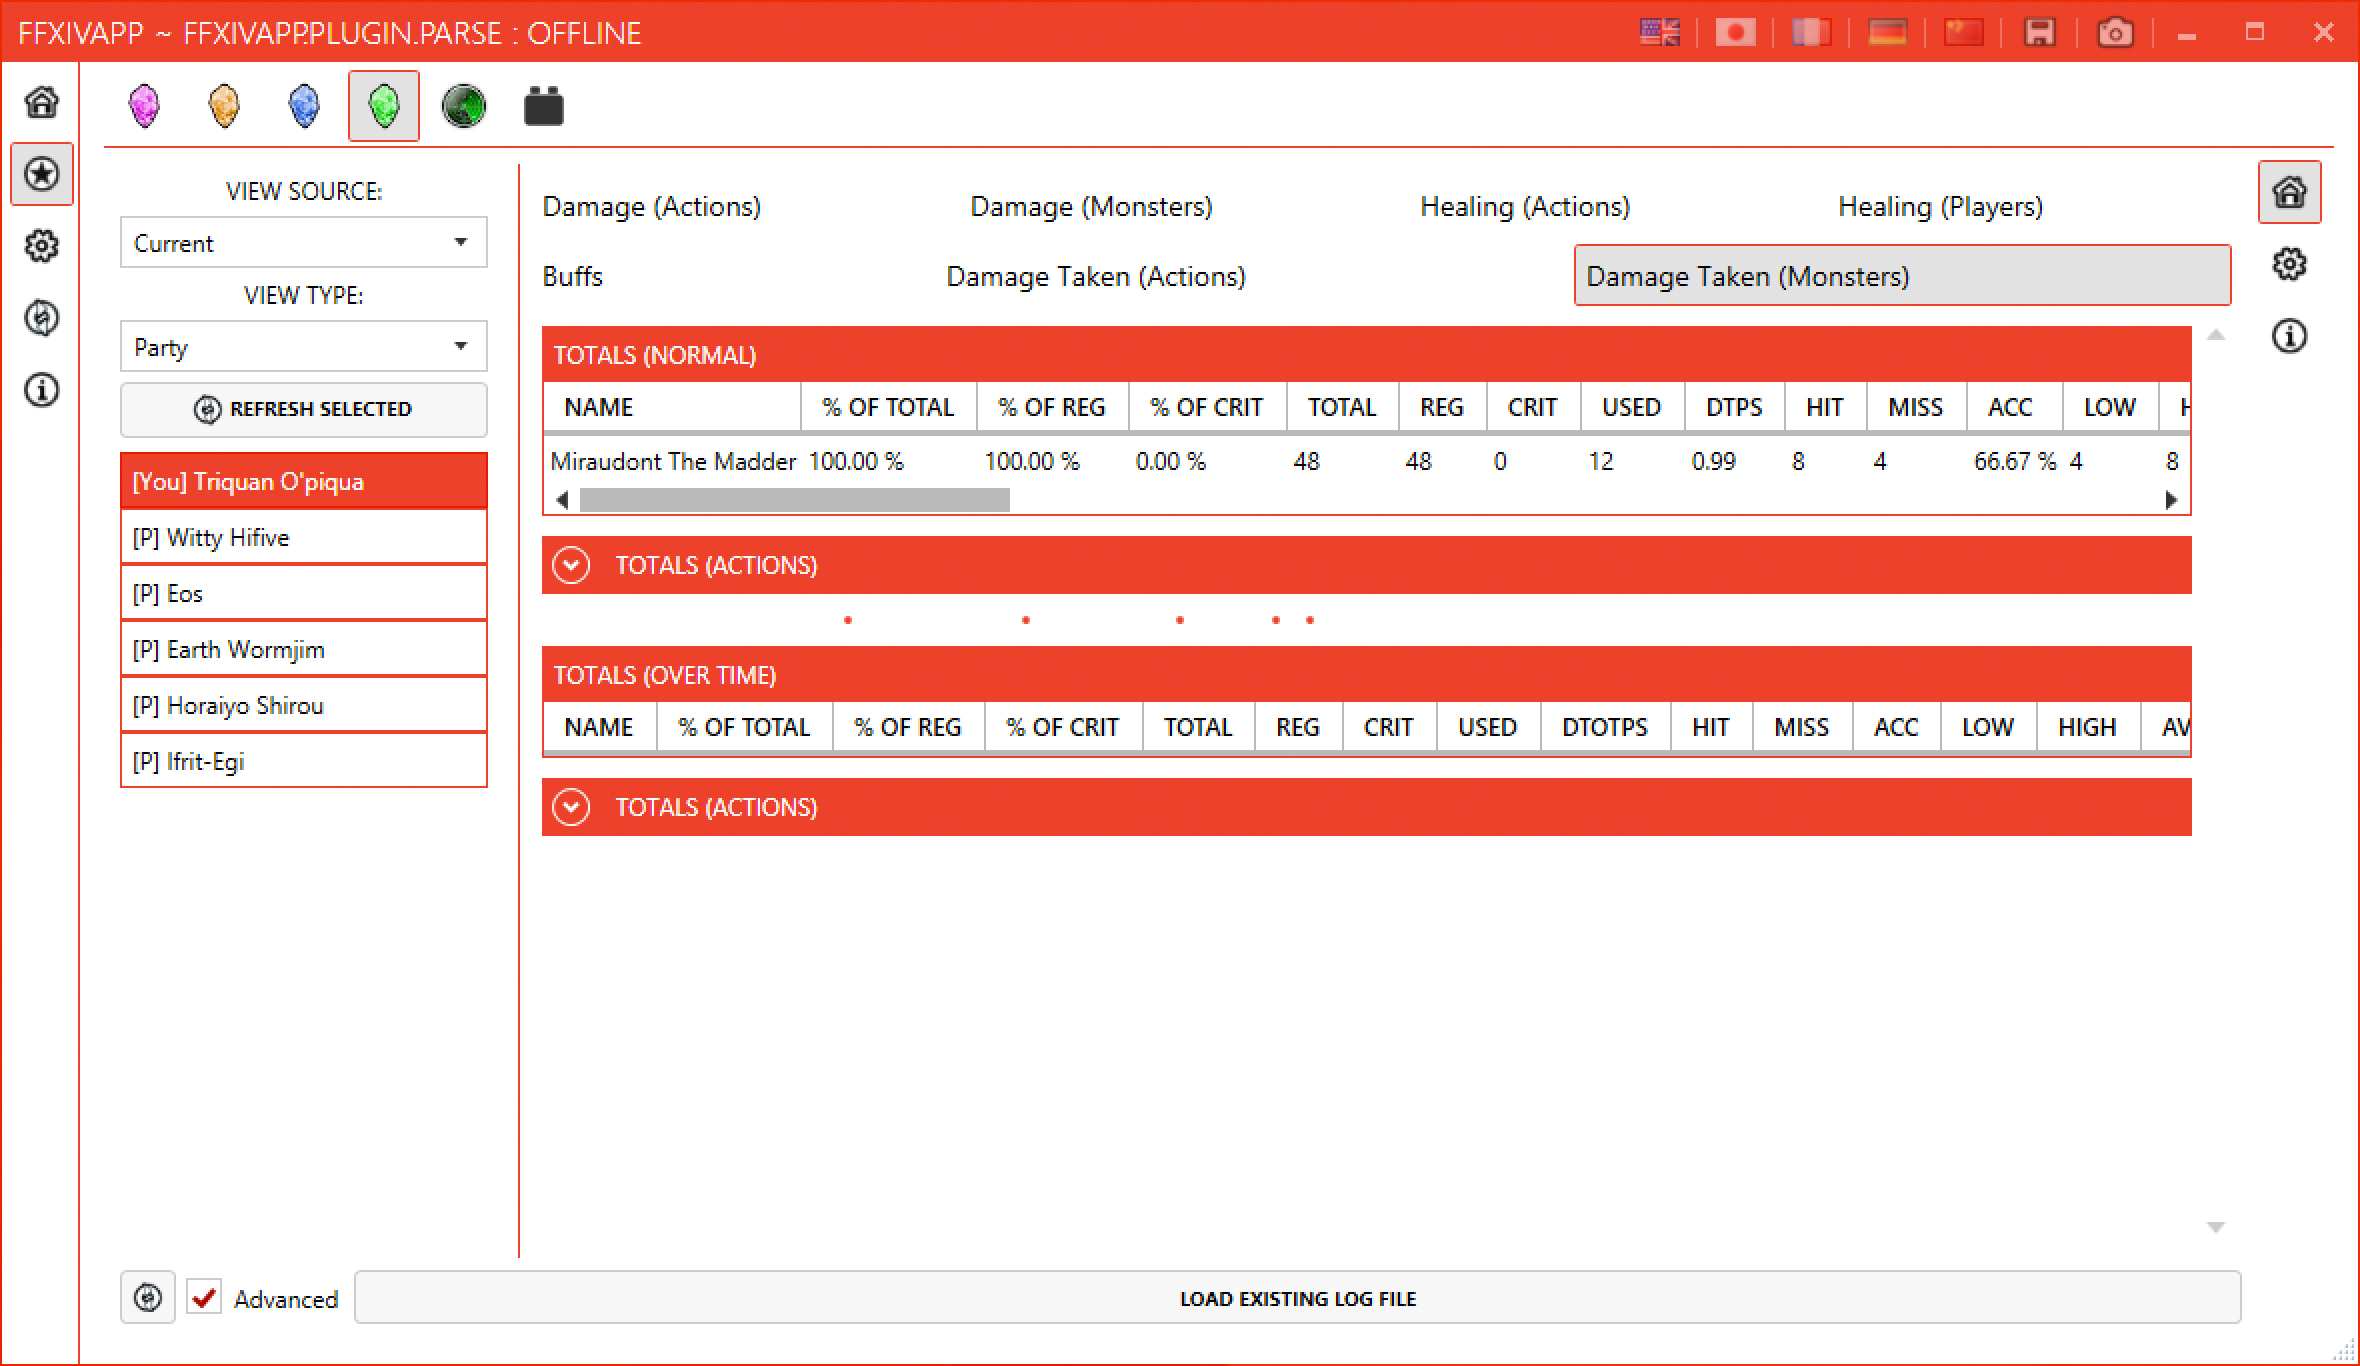 FFXIVAPP ~ FFXIVAPP.PLUGIN.PARSE : OFFLINE
VIEW SOURCE:
Current
VIEW TYPE:
Party
REFRESH SELECTED
[You] Triquan O'piqua
[P] Witty Hifive
[P] Eos
[P] Earth Wormjim
[P] Horaiyo Shirou
[P] Ifrit-Egi
Damage (Actions) Damage (Monsters) Healing (Actions) Healing (Players)
Buffs Damage Taken (Actions) Damage Taken (Monsters)
TOTALS (NORMAL)
NAME % OF TOTAL % OF REG % OF CRIT TOTAL REG CRIT USED DTPS HIT MISS ACC LOW
Miraudont The Madder 100.00 % 100.00 % 0.00 % 48 48 0 12 0.99 8 4 66.67 % 4 8
TOTALS (ACTIONS)
TOTALS (OVER TIME)
NAME % OF TOTAL % OF REG % OF CRIT TOTAL REG CRIT USED DTOTPS HIT MISS ACC LOW HIGH AV
TOTALS (ACTIONS)
Advanced
LOAD EXISTING LOG FILE